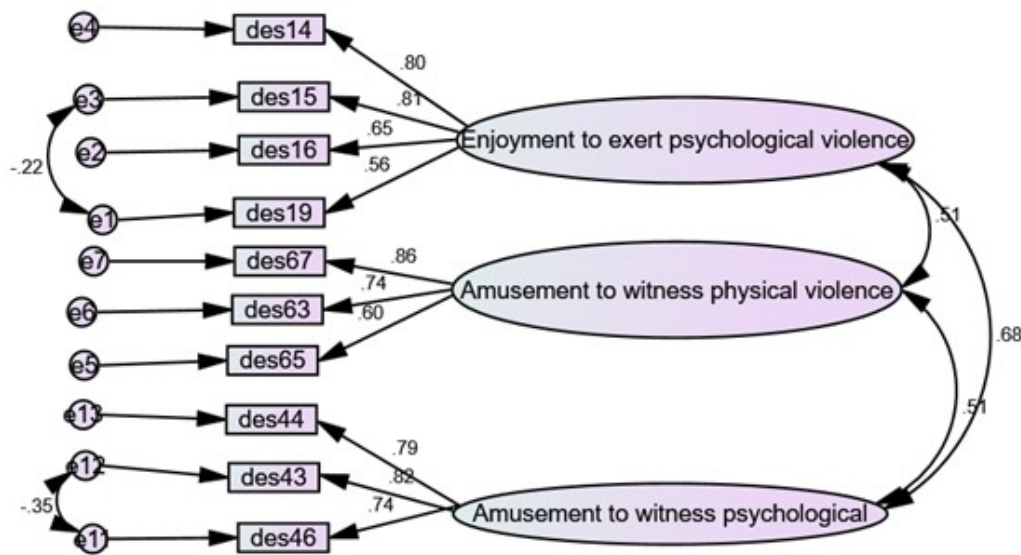 e4
des14
.80
e3
des15
.81
Enjoyment to exert psychological violence
e2
des16
.65
-.22
.56
e1
des19
.51
e7
des67
.86
.74
Amusement to witness physical violence
e6
des63
.60
.68
e5
des65
e13
des44
.51
.79
e12
des43
.82
-.35
.74
Amusement to witness psychological
e11
des46